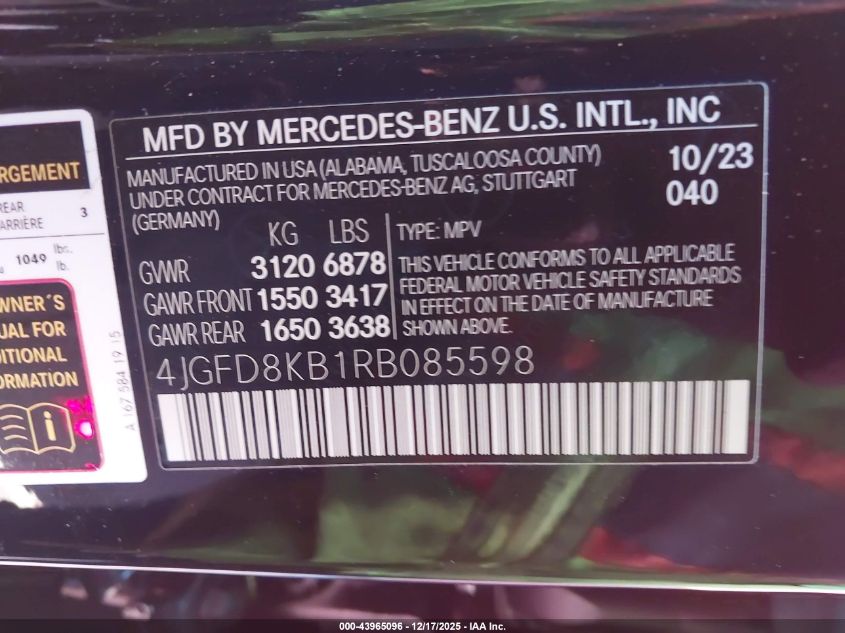 RGEMENT
REAR 3
ARRIÈRE
1049 lbs.
lb.
WNER´S
UAL FOR
DITIONAL
ORMATION
A 167 584 19 15
MFD BY MERCEDES-BENZ U.S. INTL., INC
MANUFACTURED IN USA (ALABAMA, TUSCALOOSA COUNTY)
UNDER CONTRACT FOR MERCEDES-BENZ AG, STUTTGART
(GERMANY)
10/23
040
KG LBS
GVWR 3120 6878
GAWR FRONT 1550 3417
GAWR REAR 1650 3638
TYPE: MPV
THIS VEHICLE CONFORMS TO ALL APPLICABLE
FEDERAL MOTOR VEHICLE SAFETY STANDARDS
IN EFFECT ON THE DATE OF MANUFACTURE
SHOWN ABOVE.
4JGFD8KB1RB085598
000-43965096 - 12/17/2025 - IAA Inc.